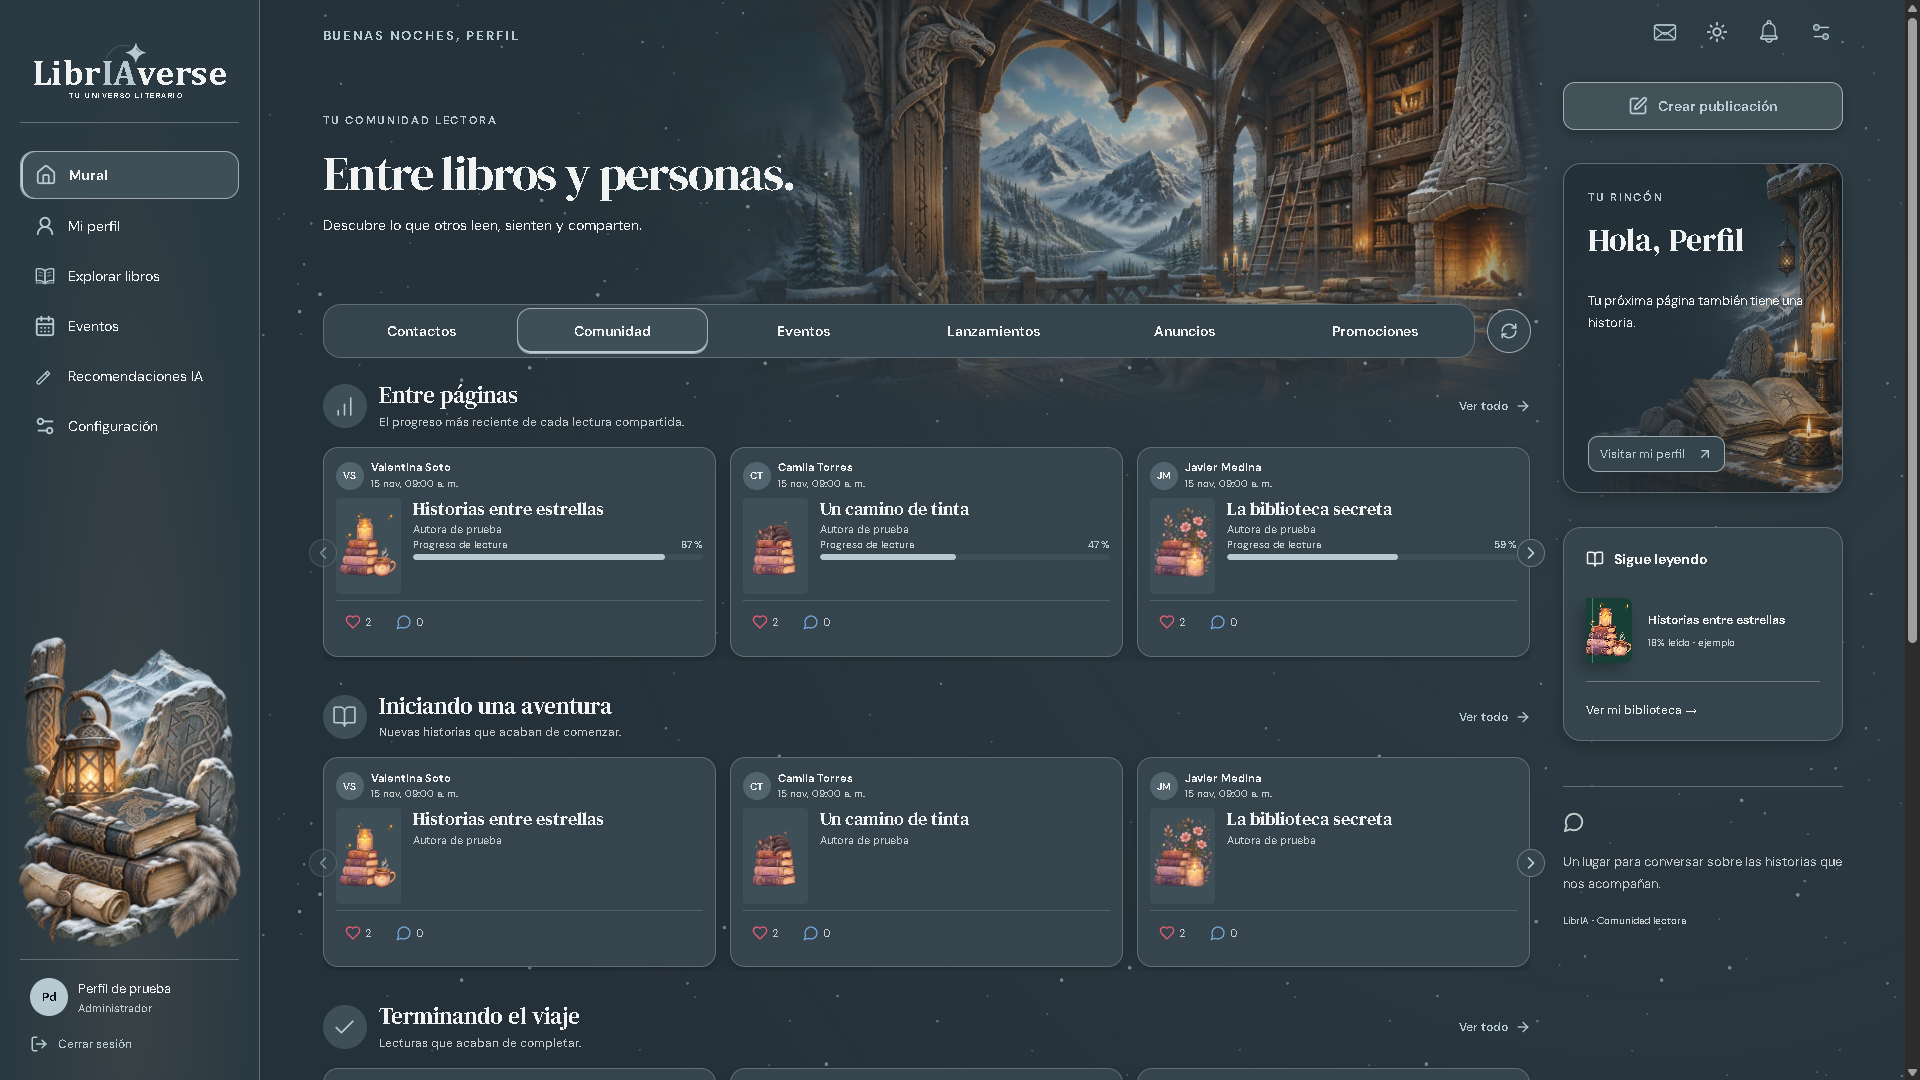 LibrIAverse
TU UNIVERSO LITERARIO
Mural
Mi perfil
Explorar libros
Eventos
Recomendaciones IA
Configuración
Pd
Perfil de prueba
Administrador
Cerrar sesión
BUENAS NOCHES, PERFIL
TU COMUNIDAD LECTORA
Entre libros y personas.
Descubre lo que otros leen, sienten y comparten.
Contactos
Comunidad
Eventos
Lanzamientos
Anuncios
Promociones
Entre páginas
El progreso más reciente de cada lectura compartida.
Ver todo
VS
Valentina Soto
15 nov, 09:00 a. m.
Historias entre estrellas
Autora de prueba
Progreso de lectura 87 %
2 0
CT
Camila Torres
15 nov, 09:00 a. m.
Un camino de tinta
Autora de prueba
Progreso de lectura 47 %
2 0
JM
Javier Medina
15 nov, 09:00 a. m.
La biblioteca secreta
Autora de prueba
Progreso de lectura 59 %
2 0
Iniciando una aventura
Nuevas historias que acaban de comenzar.
Ver todo
VS
Valentina Soto
15 nov, 09:00 a. m.
Historias entre estrellas
Autora de prueba
2 0
CT
Camila Torres
15 nov, 09:00 a. m.
Un camino de tinta
Autora de prueba
2 0
JM
Javier Medina
15 nov, 09:00 a. m.
La biblioteca secreta
Autora de prueba
2 0
Terminando el viaje
Lecturas que acaban de completar.
Ver todo
Crear publicación
TU RINCÓN
Hola, Perfil
Tu próxima página también tiene una
historia.
Visitar mi perfil
Sigue leyendo
Historias entre estrellas
18% leído · ejemplo
Ver mi biblioteca →
Un lugar para conversar sobre las historias que
nos acompañan.
LibrIA · Comunidad lectora